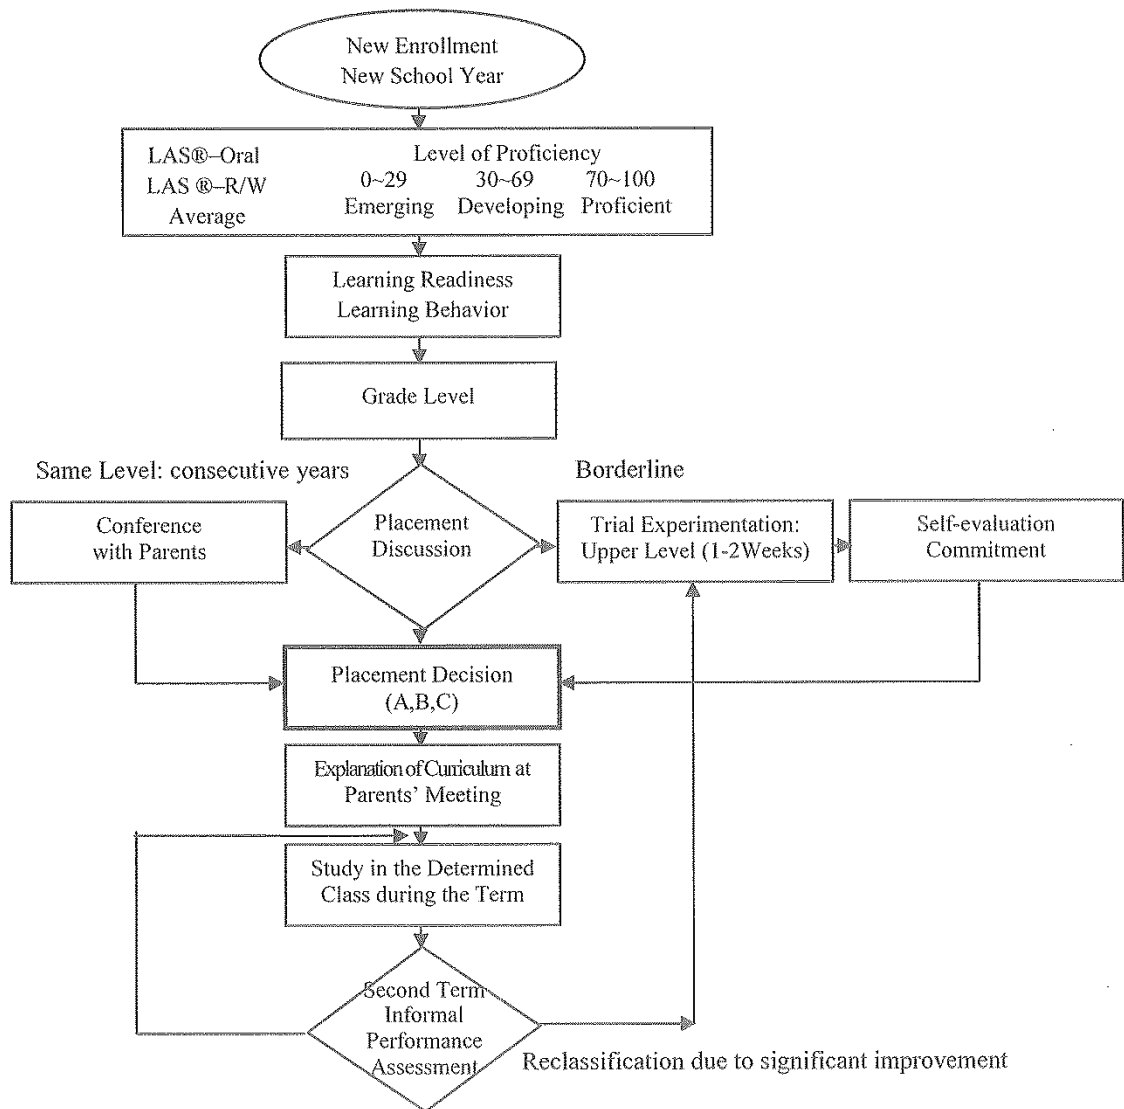 New Enrollment
New School Year
LAS®–Oral
LAS ®–R/W
Average
Level of Proficiency
0~29 30~69 70~100
Emerging Developing Proficient
Learning Readiness
Learning Behavior
Grade Level
Same Level: consecutive years
Borderline
Conference
with Parents
Placement
Discussion
Trial Experimentation:
Upper Level (1-2Weeks)
Self-evaluation
Commitment
Placement Decision
(A,B,C)
Explanation of Curriculum at
Parents’ Meeting
Study in the Determined
Class during the Term
Second Term
Informal
Performance
Assessment
Reclassification due to significant improvement